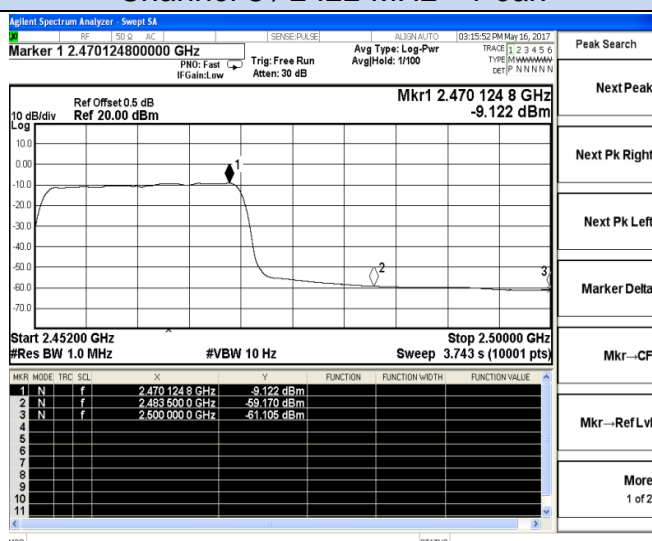 Agilent Spectrum Analyzer - Swept SA
RF 50 Ω AC SENSE:PULSE ALIGN AUTO 03:15:52 PM May 16, 2017
Marker 1 2.470124800000 GHz
PNO: Fast
IFGain:Low
Trig: Free Run
Atten: 30 dB
Avg Type: Log-Pwr
Avg|Hold: 1/100
TRACE 1 2 3 4 5 6
TYPE M
DET P N N N N N
Peak Search
Next Peak
Next Pk Right
Next Pk Left
Marker Delta
Mkr→CF
Mkr→Ref Lvl
More
1 of 2
Ref Offset 0.5 dB
10 dB/div Ref 20.00 dBm
Log
Mkr1 2.470 124 8 GHz
-9.122 dBm
10.0
0.00
-10.0
-20.0
-30.0
-40.0
-50.0
-60.0
-70.0
1
2
3
Start 2.45200 GHz Stop 2.50000 GHz
#Res BW 1.0 MHz #VBW 10 Hz Sweep 3.743 s (10001 pts)
MKR MODE TRC SCL X Y FUNCTION FUNCTION WIDTH FUNCTION VALUE
1 N f 2.470 124 8 GHz -9.122 dBm
2 N f 2.483 500 0 GHz -59.170 dBm
3 N f 2.500 000 0 GHz -61.105 dBm
4
5
6
7
8
9
10
11